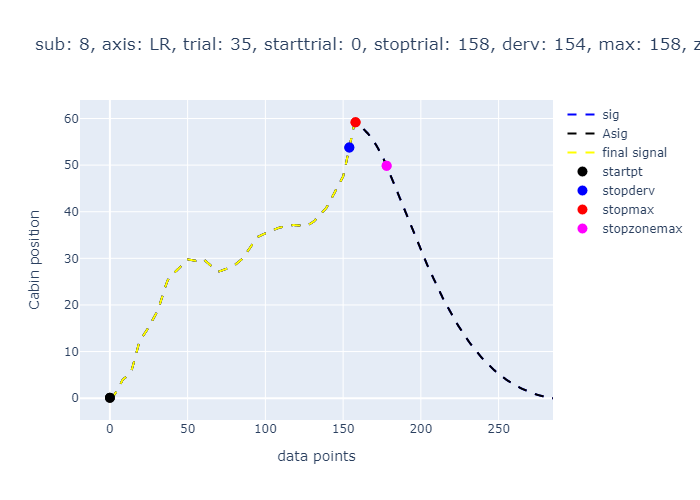 sub: 8, axis: LR, trial: 35, starttrial: 0, stoptrial: 158, derv: 154, max: 158, z
60
50
40
30
20
10
0
Cabin position
0 50 100 150 200 250
data points
sig
Asig
final signal
startpt
stopderv
stopmax
stopzonemax